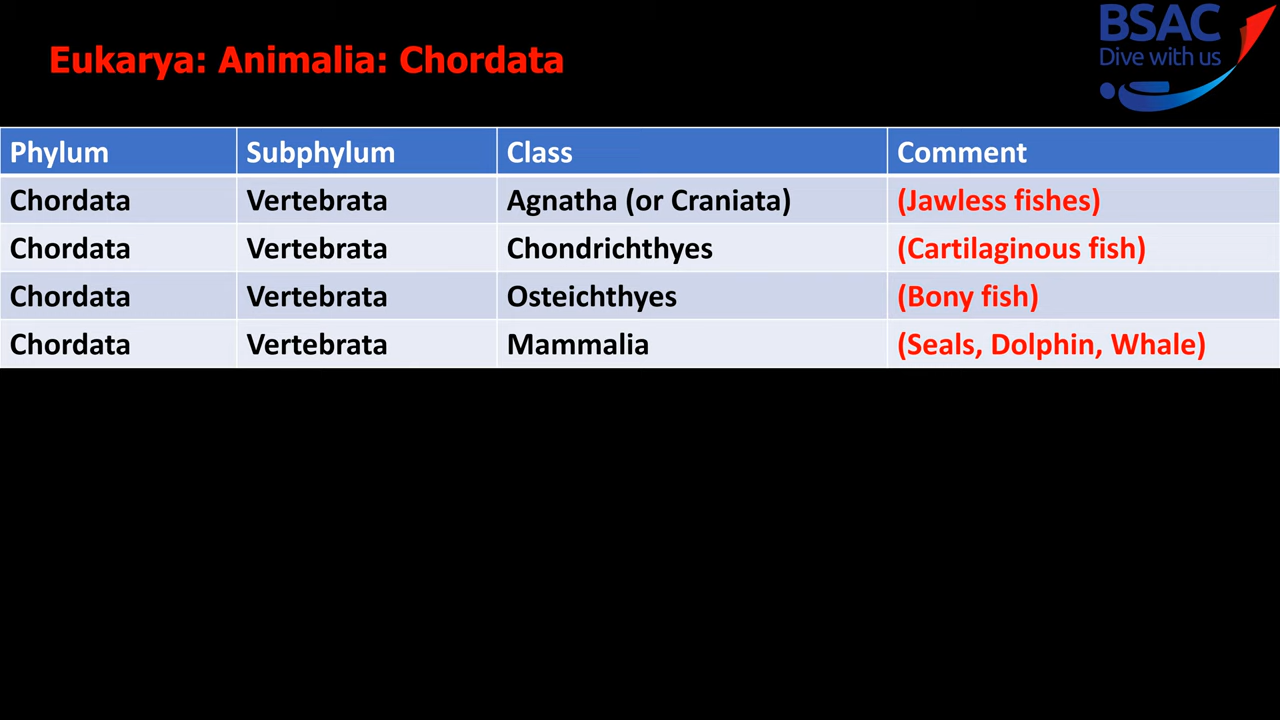 BSAC
Dive with us
Eukarya: Animalia: Chordata
Phylum Subphylum Class Comment
Chordata Vertebrata Agnatha (or Craniata) (Jawless fishes)
Chordata Vertebrata Chondrichthyes (Cartilaginous fish)
Chordata Vertebrata Osteichthyes (Bony fish)
Chordata Vertebrata Mammalia (Seals, Dolphin, Whale)